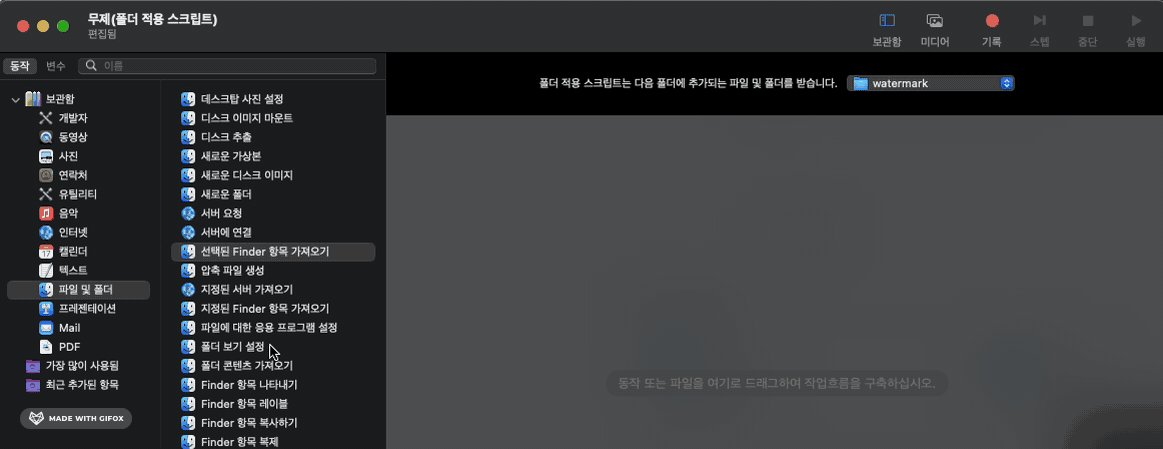 무제(폴더 적용 스크립트)
편집됨
보관함
미디어
기록
스텝
중단
실행
동작
변수
이름
폴더 적용 스크립트는 다음 폴더에 추가되는 파일 및 폴더를 받습니다.
watermark
보관함
개발자
동영상
사진
연락처
유틸리티
음악
인터넷
캘린더
17
텍스트
파일 및 폴더
프레젠테이션
Mail
PDF
가장 많이 사용됨
최근 추가된 항목
MADE WITH GIFOX
데스크탑 사진 설정
디스크 이미지 마운트
디스크 추출
새로운 가상본
새로운 디스크 이미지
새로운 폴더
서버 요청
서버에 연결
선택된 Finder 항목 가져오기
압축 파일 생성
지정된 서버 가져오기
지정된 Finder 항목 가져오기
파일에 대한 응용 프로그램 설정
폴더 보기 설정
폴더 콘텐츠 가져오기
Finder 항목 나타내기
Finder 항목 레이블
Finder 항목 복사하기
Finder 항목 복제
동작 또는 파일을 여기로 드래그하여 작업흐름을 구축하십시오.